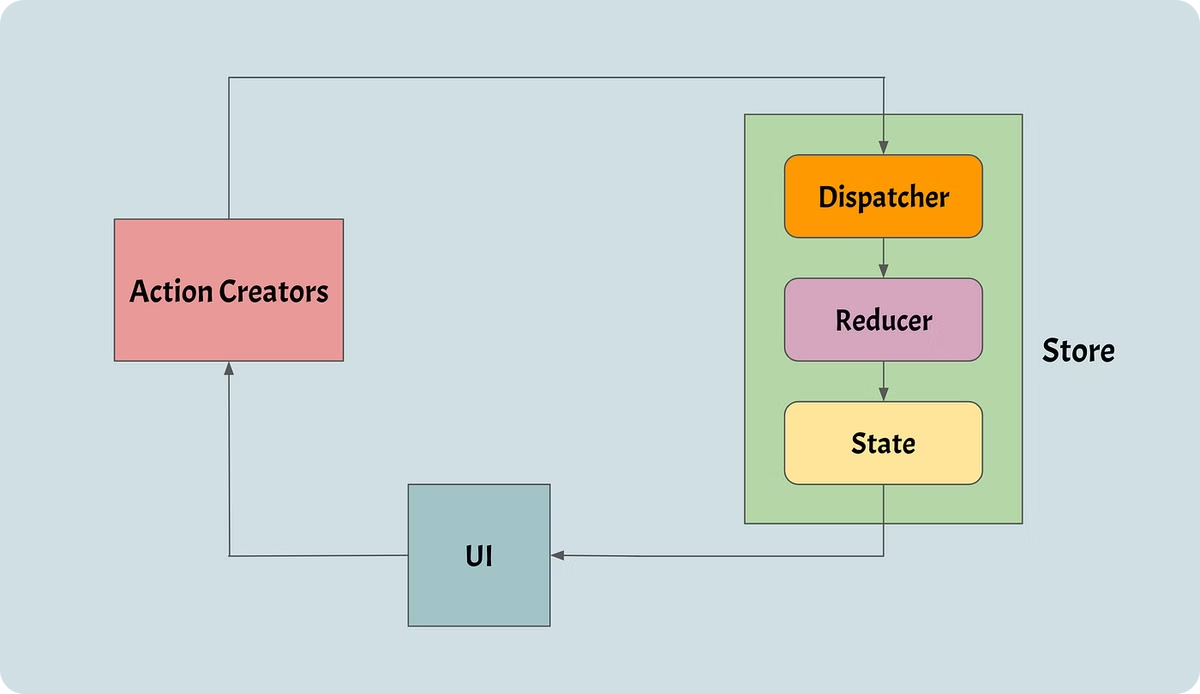 Dispatcher
Action Creators
Reducer
Store
State
UI